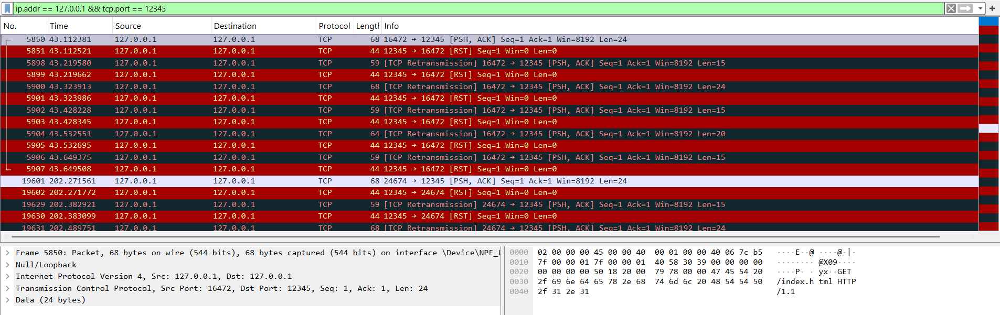 ip.addr == 127.0.0.1 && tcp.port == 12345
No. Time Source Destination Protocol Length Info
5850 43.112381 127.0.0.1 127.0.0.1 TCP 68 16472 → 12345 [PSH, ACK] Seq=1 Ack=1 Win=8192 Len=24
5851 43.112521 127.0.0.1 127.0.0.1 TCP 44 12345 → 16472 [RST] Seq=1 Win=0 Len=0
5898 43.219580 127.0.0.1 127.0.0.1 TCP 59 [TCP Retransmission] 16472 → 12345 [PSH, ACK] Seq=1 Ack=1 Win=8192 Len=15
5899 43.219662 127.0.0.1 127.0.0.1 TCP 44 12345 → 16472 [RST] Seq=1 Win=0 Len=0
5900 43.323913 127.0.0.1 127.0.0.1 TCP 68 [TCP Retransmission] 16472 → 12345 [PSH, ACK] Seq=1 Ack=1 Win=8192 Len=24
5901 43.323986 127.0.0.1 127.0.0.1 TCP 44 12345 → 16472 [RST] Seq=1 Win=0 Len=0
5902 43.428228 127.0.0.1 127.0.0.1 TCP 59 [TCP Retransmission] 16472 → 12345 [PSH, ACK] Seq=1 Ack=1 Win=8192 Len=15
5903 43.428345 127.0.0.1 127.0.0.1 TCP 44 12345 → 16472 [RST] Seq=1 Win=0 Len=0
5904 43.532551 127.0.0.1 127.0.0.1 TCP 64 [TCP Retransmission] 16472 → 12345 [PSH, ACK] Seq=1 Ack=1 Win=8192 Len=20
5905 43.532695 127.0.0.1 127.0.0.1 TCP 44 12345 → 16472 [RST] Seq=1 Win=0 Len=0
5906 43.649375 127.0.0.1 127.0.0.1 TCP 59 [TCP Retransmission] 16472 → 12345 [PSH, ACK] Seq=1 Ack=1 Win=8192 Len=15
5907 43.649508 127.0.0.1 127.0.0.1 TCP 44 12345 → 16472 [RST] Seq=1 Win=0 Len=0
19601 202.271561 127.0.0.1 127.0.0.1 TCP 68 24674 → 12345 [PSH, ACK] Seq=1 Ack=1 Win=8192 Len=24
19602 202.271772 127.0.0.1 127.0.0.1 TCP 44 12345 → 24674 [RST] Seq=1 Win=0 Len=0
19629 202.382921 127.0.0.1 127.0.0.1 TCP 59 [TCP Retransmission] 24674 → 12345 [PSH, ACK] Seq=1 Ack=1 Win=8192 Len=15
19630 202.383099 127.0.0.1 127.0.0.1 TCP 44 12345 → 24674 [RST] Seq=1 Win=0 Len=0
19631 202.489751 127.0.0.1 127.0.0.1 TCP 68 [TCP Retransmission] 24674 → 12345 [PSH, ACK] Seq=1 Ack=1 Win=8192 Len=24
Frame 5850: Packet, 68 bytes on wire (544 bits), 68 bytes captured (544 bits) on interface \Device\NPF_L
Null/Loopback
Internet Protocol Version 4, Src: 127.0.0.1, Dst: 127.0.0.1
Transmission Control Protocol, Src Port: 16472, Dst Port: 12345, Seq: 1, Ack: 1, Len: 24
Data (24 bytes)
0000 02 00 00 00 45 00 00 40 00 01 00 00 40 06 7c b5 ····E··@ ····@·|·
0010 7f 00 00 01 7f 00 00 01 40 58 30 39 00 00 00 00 ········ @X09····
0020 00 00 00 00 50 18 20 00 79 78 00 00 47 45 54 20 ····P· · yx··GET
0030 2f 69 6e 64 65 78 2e 68 74 6d 6c 20 48 54 54 50 /index.h tml HTTP
0040 2f 31 2e 31 /1.1